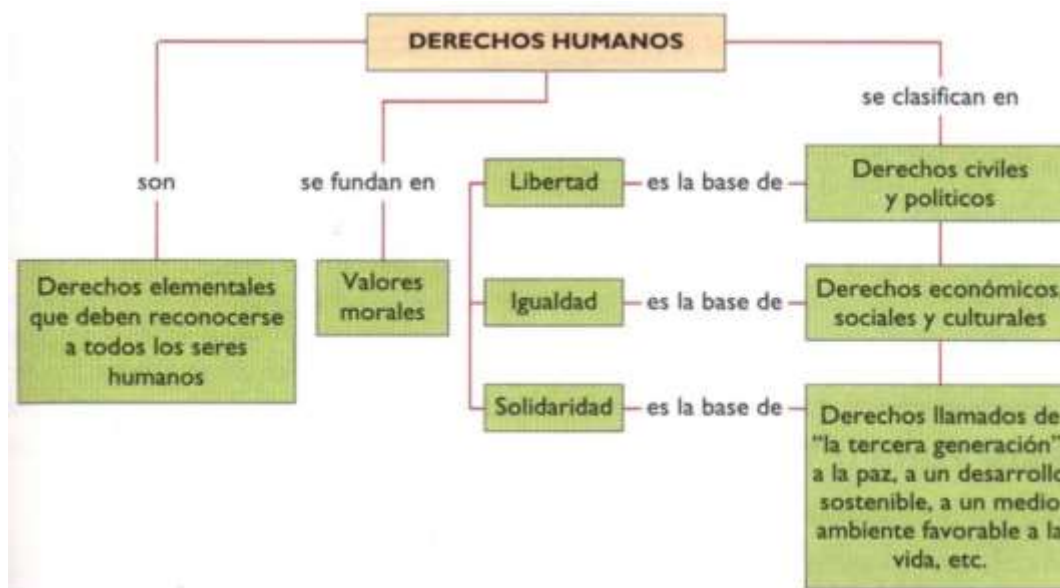 DERECHOS HUMANOS
se clasifican en
son
se fundan en
Libertad
es la base de
Derechos civiles
y políticos
Derechos elementales
que deben reconocerse
a todos los seres
humanos
Valores
morales
Igualdad
es la base de
Derechos económicos,
sociales y culturales
Solidaridad
es la base de
Derechos llamados de
"la tercera generación"
a la paz, a un desarrollo
sostenible, a un medio
ambiente favorable a la
vida, etc.